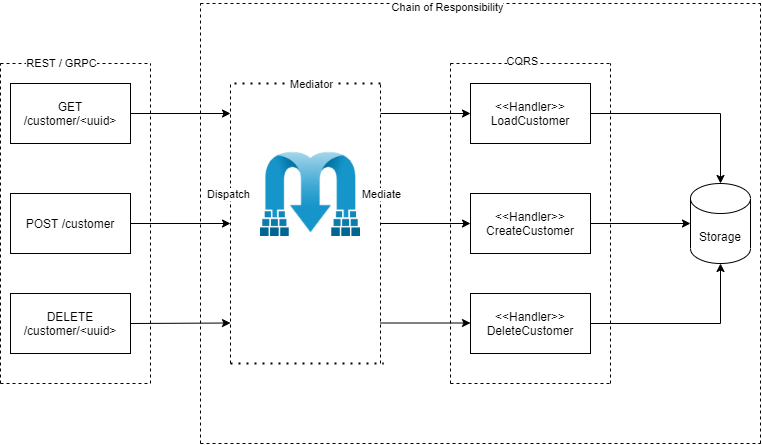 Chain of Responsibility
REST / GRPC
CQRS
Mediator
GET
/customer/<uuid>
<<Handler>>
LoadCustomer
Dispatch
Mediate
POST /customer
<<Handler>>
CreateCustomer
Storage
DELETE
/customer/<uuid>
<<Handler>>
DeleteCustomer